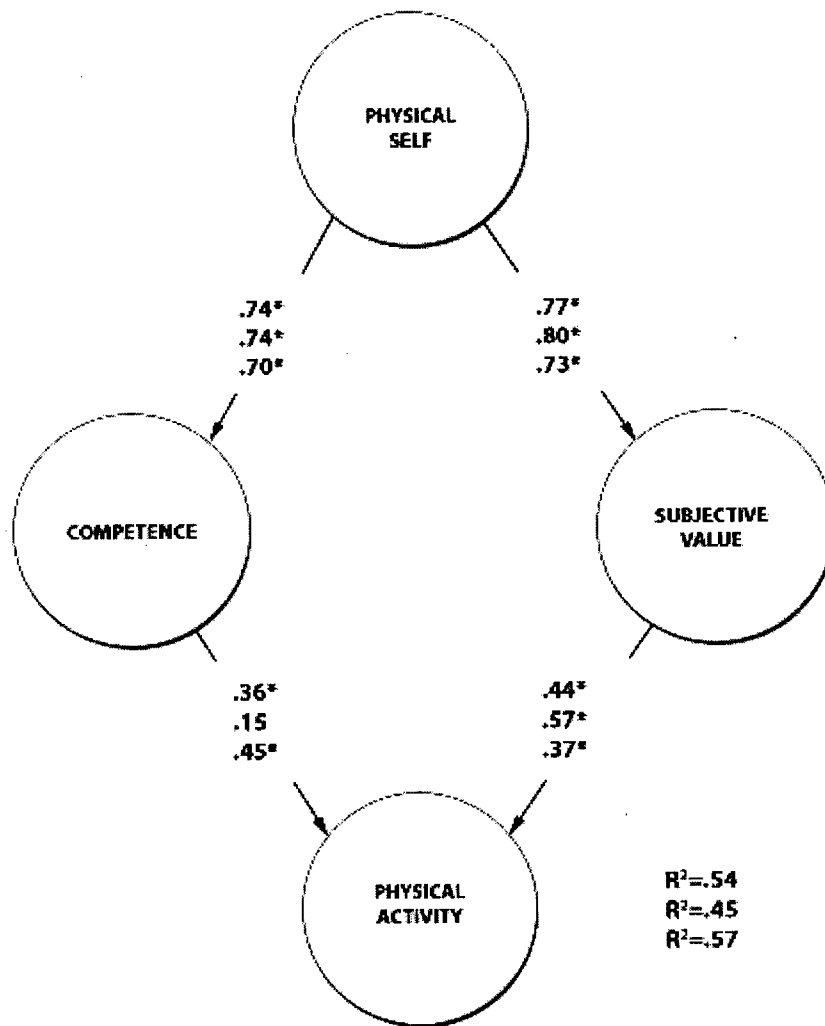 PHYSICAL
SELF
.74*
.74*
.70*
.77*
.80*
.73*
COMPETENCE
SUBJECTIVE
VALUE
.36*
.15
.45*
.44*
.57*
.37*
PHYSICAL
ACTIVITY
R²=.54
R²=.45
R²=.57